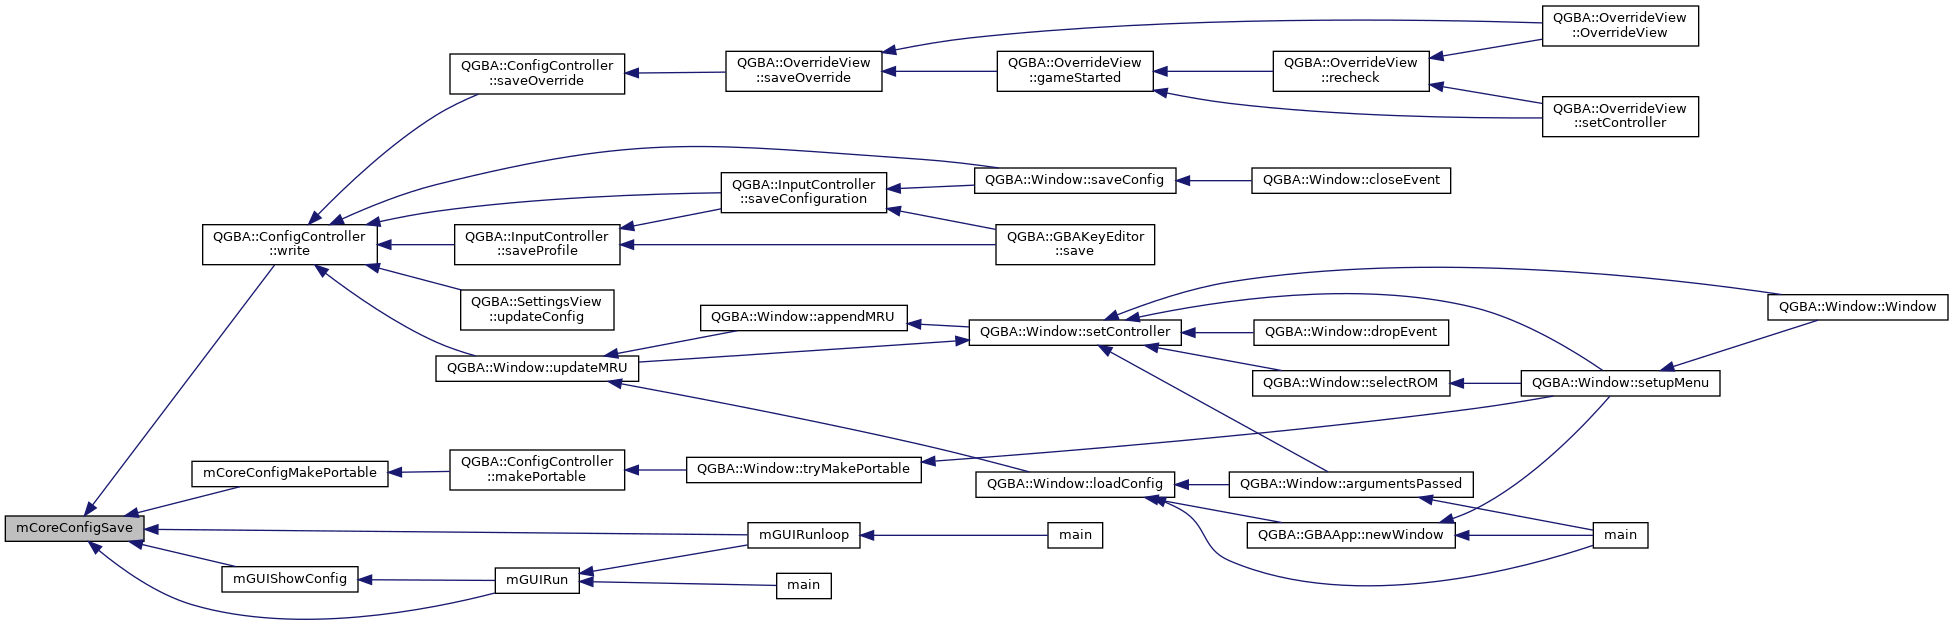 QGBA::OverrideView
::OverrideView
QGBA::ConfigController
::saveOverride
QGBA::OverrideView
::saveOverride
QGBA::OverrideView
::gameStarted
QGBA::OverrideView
::recheck
QGBA::OverrideView
::setController
QGBA::Window::saveConfig
QGBA::Window::closeEvent
QGBA::InputController
::saveConfiguration
QGBA::ConfigController
::write
QGBA::InputController
::saveProfile
QGBA::GBAKeyEditor
::save
QGBA::SettingsView
::updateConfig
QGBA::Window::appendMRU
QGBA::Window::setController
QGBA::Window::dropEvent
QGBA::Window::Window
QGBA::Window::updateMRU
QGBA::Window::selectROM
QGBA::Window::setupMenu
mCoreConfigMakePortable
QGBA::ConfigController
::makePortable
QGBA::Window::tryMakePortable
QGBA::Window::loadConfig
QGBA::Window::argumentsPassed
mCoreConfigSave
mGUIRunloop
main
QGBA::GBAApp::newWindow
main
mGUIShowConfig
mGUIRun
main